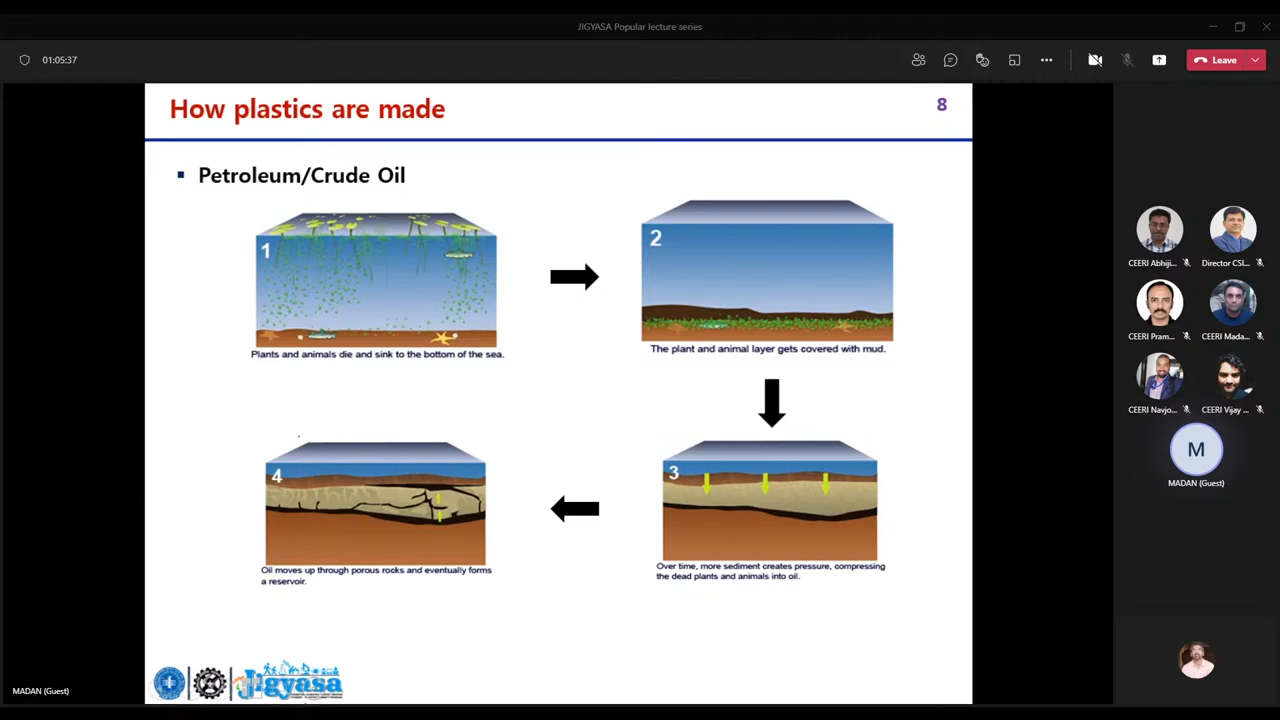 JIGYASA Popular lecture series
01:05:37
Leave
How plastics are made
8
▪ Petroleum/Crude Oil
1
2
Plants and animals die and sink to the bottom of the sea.
The plant and animal layer gets covered with mud.
4
3
Oil moves up through porous rocks and eventually forms
a reservoir.
Over time, more sediment creates pressure, compressing
the dead plants and animals into oil.
CEERI Abhiji...
Director CSI...
CEERI Pram...
CEERI Mada...
CEERI Navjo...
CEERI Vijay ...
M
MADAN (Guest)
MADAN (Guest)
Jigyasa